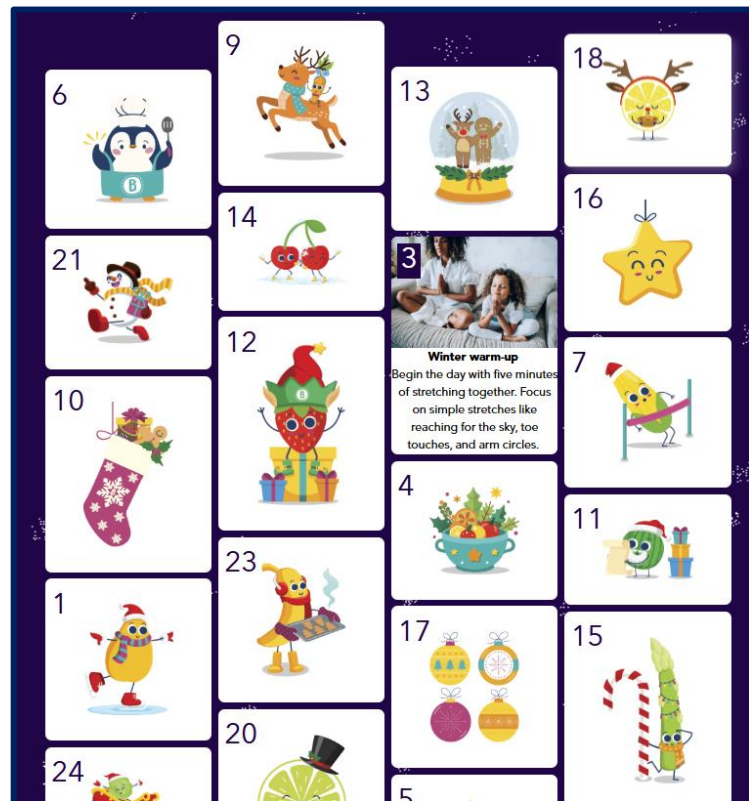 6
B
21
10
1
24
9
14
12
B
23
20
13
3
Winter warm-up
Begin the day with five minutes
of stretching together. Focus
on simple stretches like
reaching for the sky, toe
touches, and arm circles.
4
17
5
18
16
7
11
15